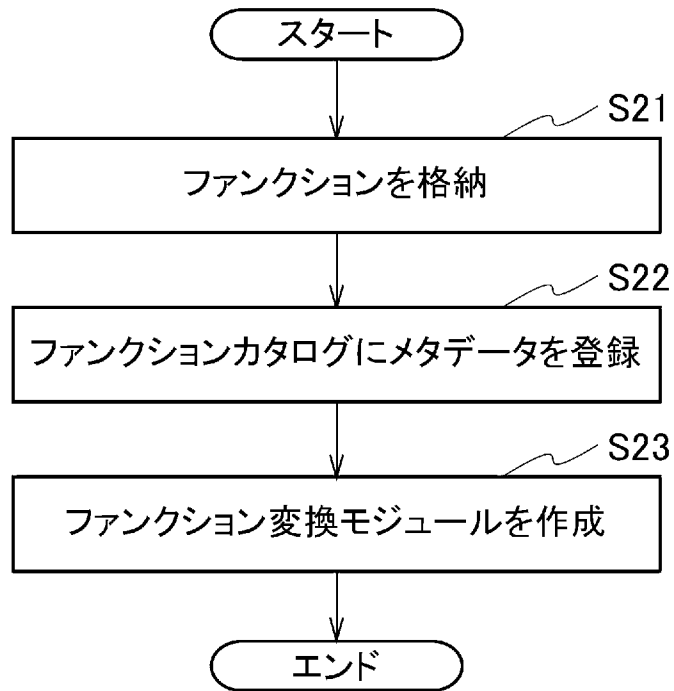 スタート
S21
ファンクションを格納
S22
ファンクションカタログにメタデータを登録
S23
ファンクション変換モジュールを作成
エンド